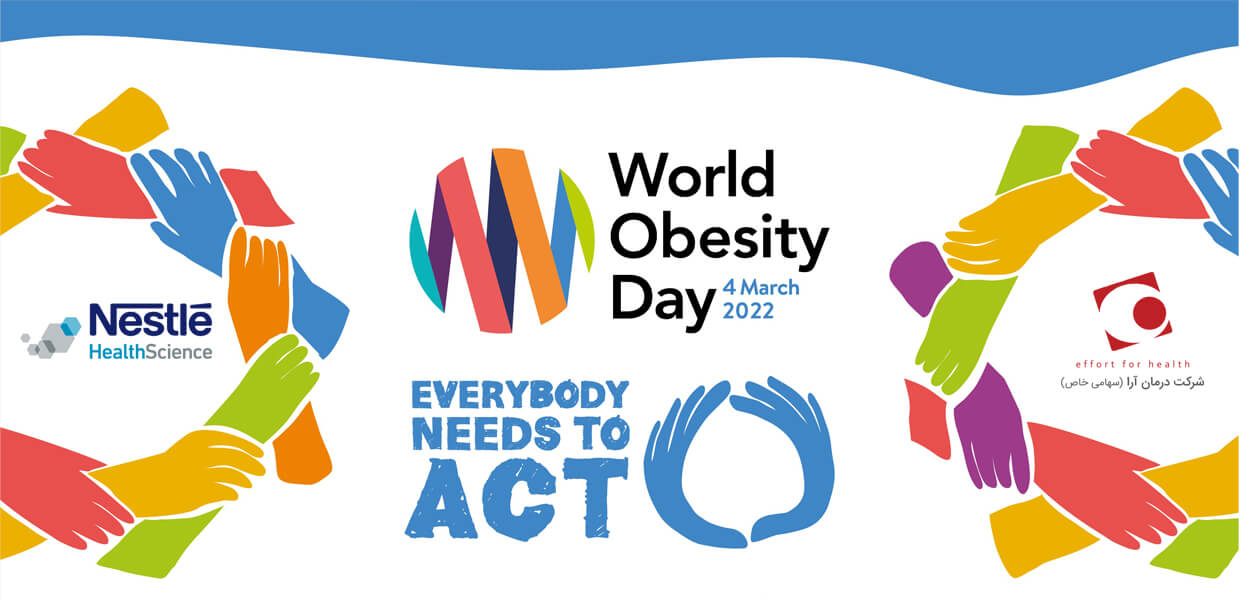 World
Obesity
Day 4 March
2022
Nestlé
HealthScience
effort for health
شرکت درمان آرا (سهامی خاص)
EVERYBODY
NEEDS TO
ACT